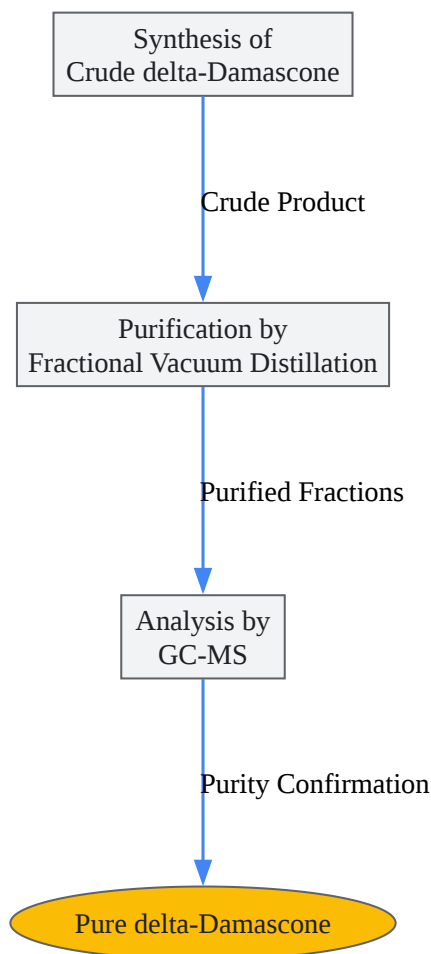 Synthesis of
Crude delta-Damascone
Crude Product
Purification by
Fractional Vacuum Distillation
Purified Fractions
Analysis by
GC-MS
Purity Confirmation
Pure delta-Damascone